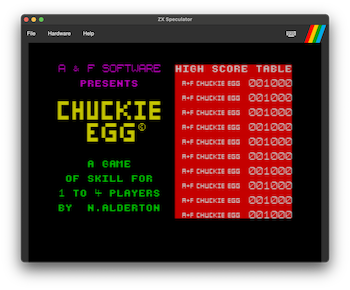 ZX Speculator
File Hardware Help
A & F SOFTWARE
PRESENTS
CHUCKIE
EGG©
A GAME
OF SKILL FOR
1 TO 4 PLAYERS
BY N.ALDERTON
HIGH SCORE TABLE
A+F CHUCKIE EGG 001000
A+F CHUCKIE EGG 001000
A+F CHUCKIE EGG 001000
A+F CHUCKIE EGG 001000
A+F CHUCKIE EGG 001000
A+F CHUCKIE EGG 001000
A+F CHUCKIE EGG 001000
A+F CHUCKIE EGG 001000
A+F CHUCKIE EGG 001000
A+F CHUCKIE EGG 001000